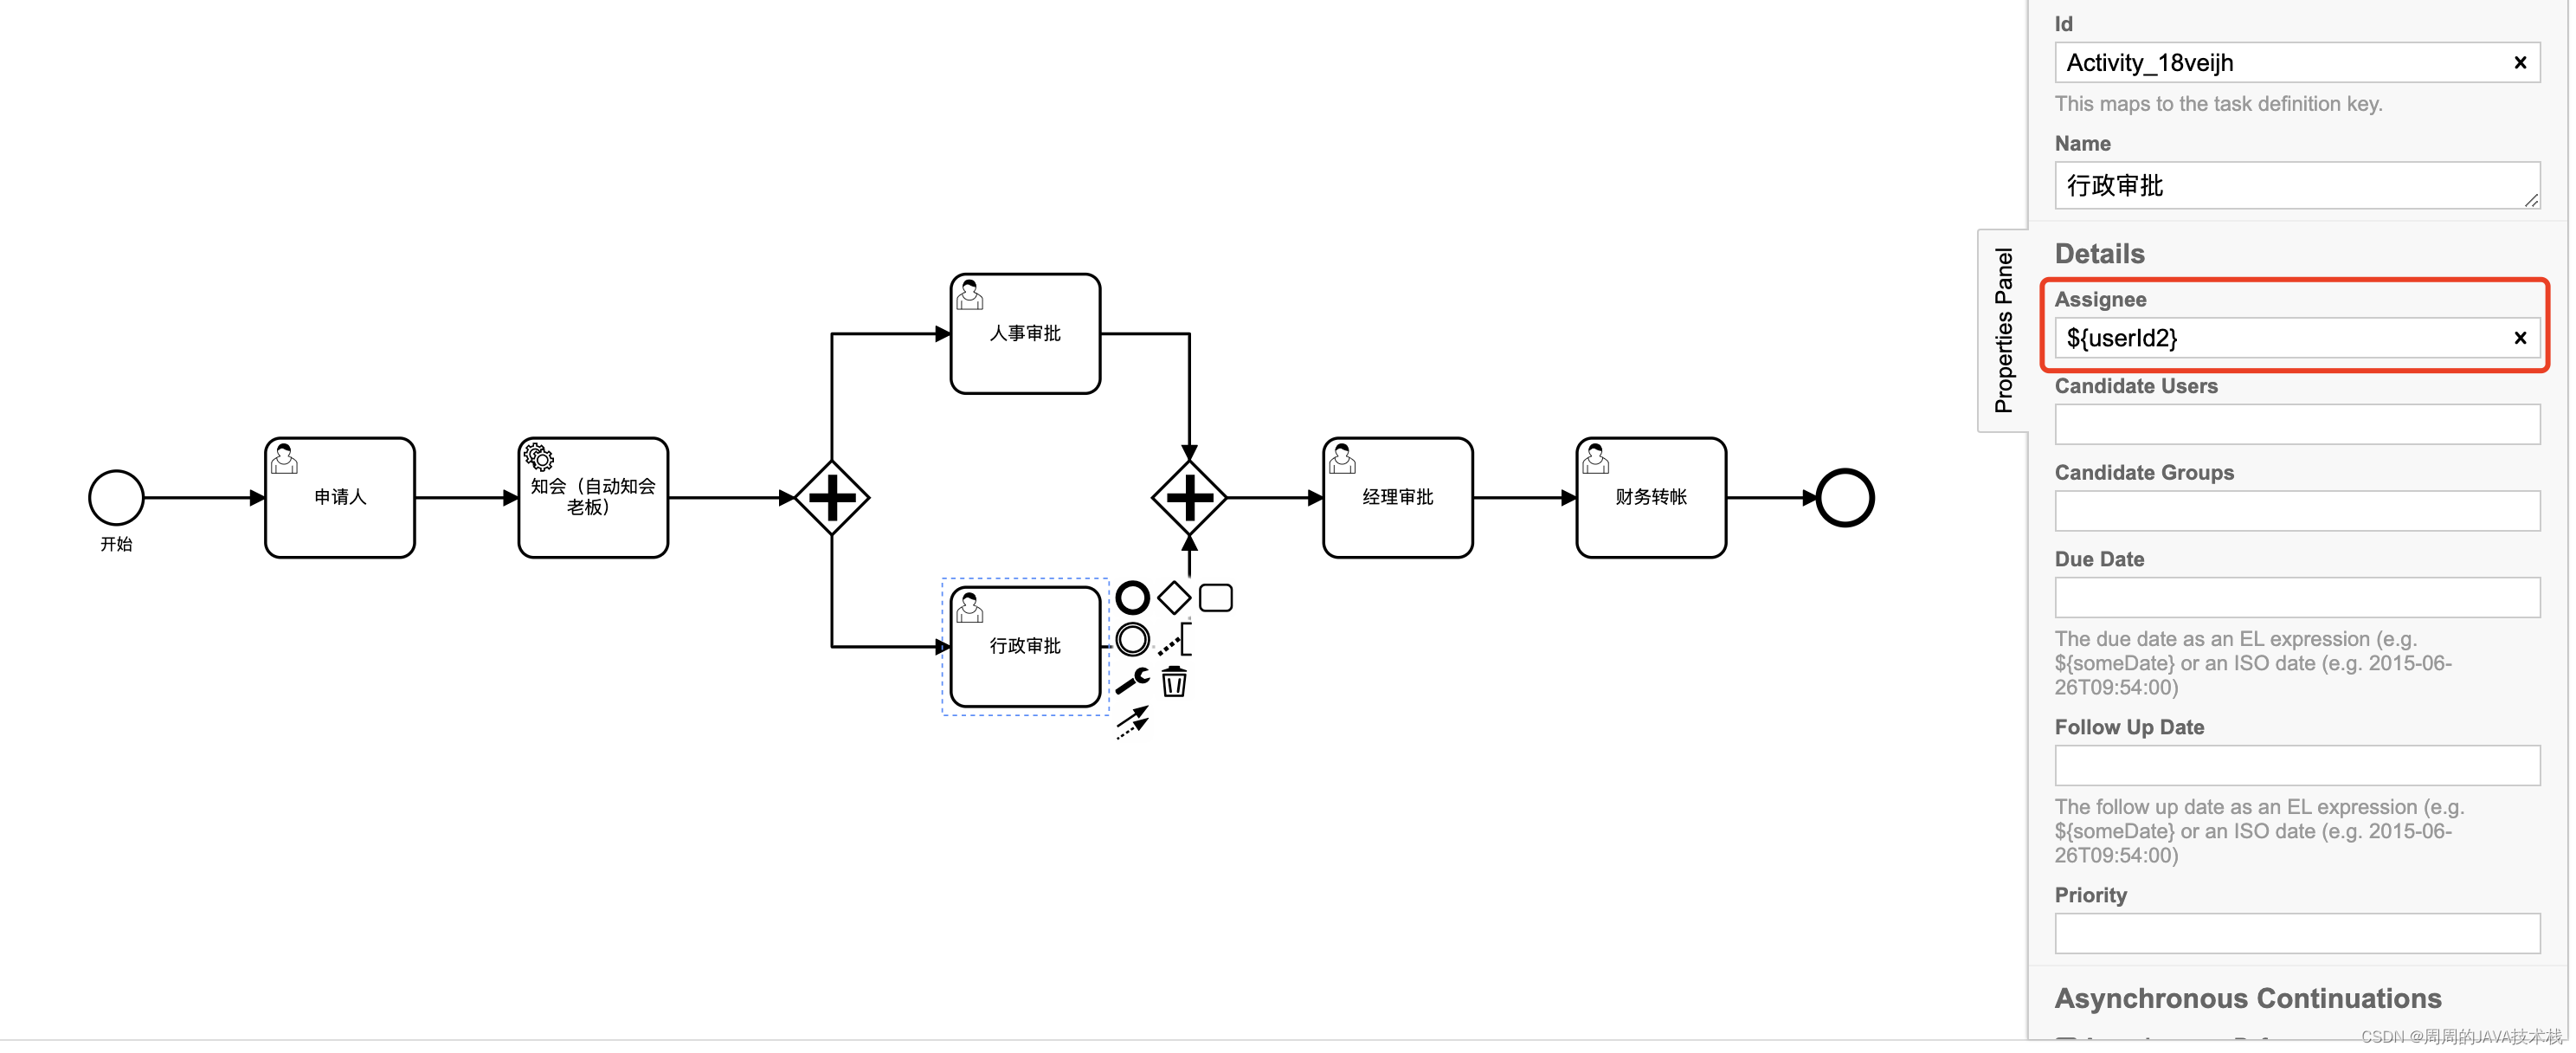 开始
申请人
知会（自动知会
老板）
人事审批
行政审批
经理审批
财务转帐
Properties Panel
Id
Activity_18veijh
This maps to the task definition key.
Name
行政审批
Details
Assignee
${userId2}
Candidate Users
Candidate Groups
Due Date
The due date as an EL expression (e.g.
${someDate} or an ISO date (e.g. 2015-06-
26T09:54:00)
Follow Up Date
The follow up date as an EL expression (e.g.
${someDate} or an ISO date (e.g. 2015-06-
26T09:54:00)
Priority
Asynchronous Continuations
CSDN @周周的JAVA技术栈